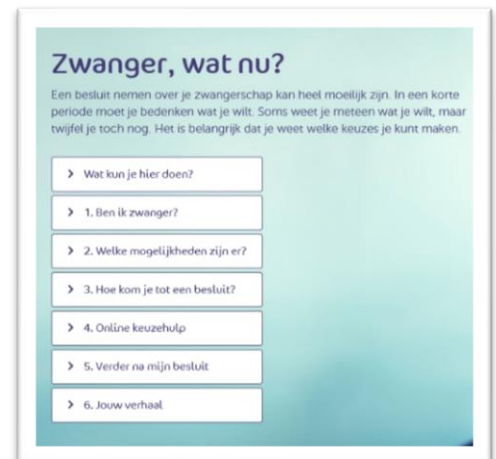 Zwanger, wat nu?
Een besluit nemen over je zwangerschap kan heel moeilijk zijn. In een korte
periode moet je bedenken wat je wilt. Soms weet je meteen wat je wilt, maar
twijfel je toch nog. Het is belangrijk dat je weet welke keuzes je kunt maken.
> Wat kun je hier doen?
> 1. Ben ik zwanger?
> 2. Welke mogelijkheden zijn er?
> 3. Hoe kom je tot een besluit?
> 4. Online keuzehulp
> 5. Verder na mijn besluit
> 6. Jouw verhaal